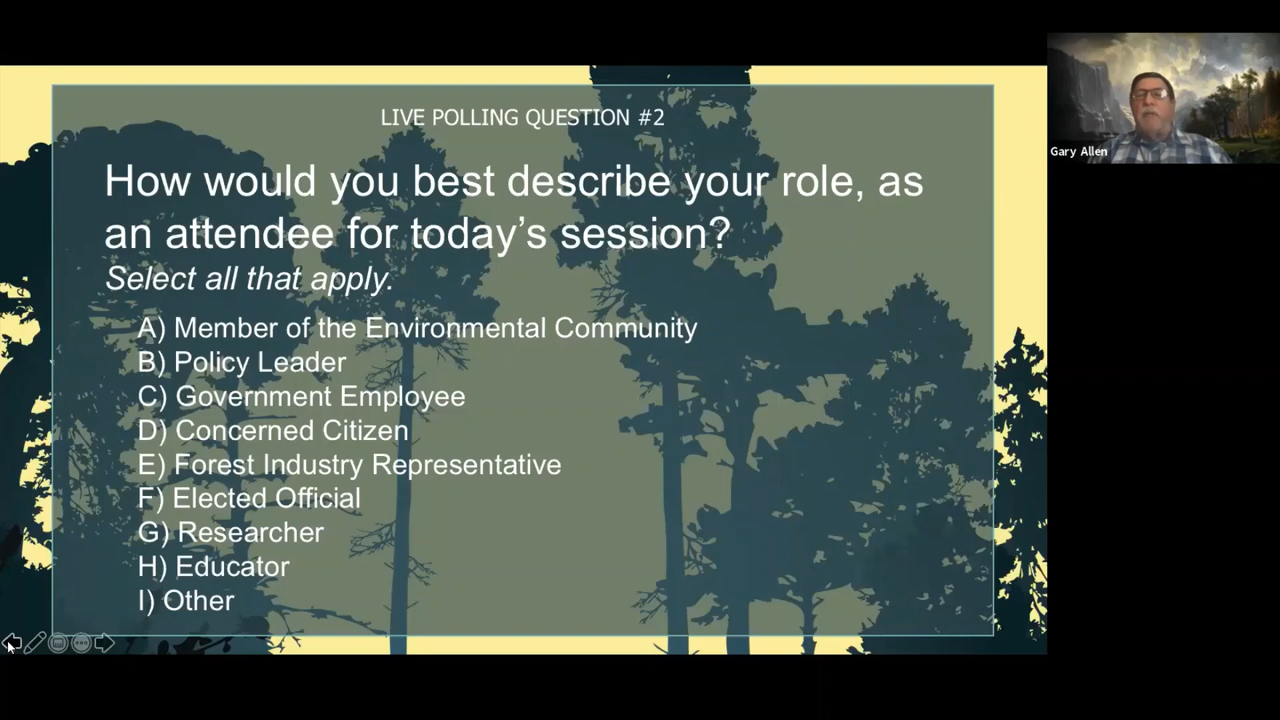 LIVE POLLING QUESTION #2
How would you best describe your role, as
an attendee for today’s session?
Select all that apply.
A) Member of the Environmental Community
B) Policy Leader
C) Government Employee
D) Concerned Citizen
E) Forest Industry Representative
F) Elected Official
G) Researcher
H) Educator
I) Other
Gary Allen